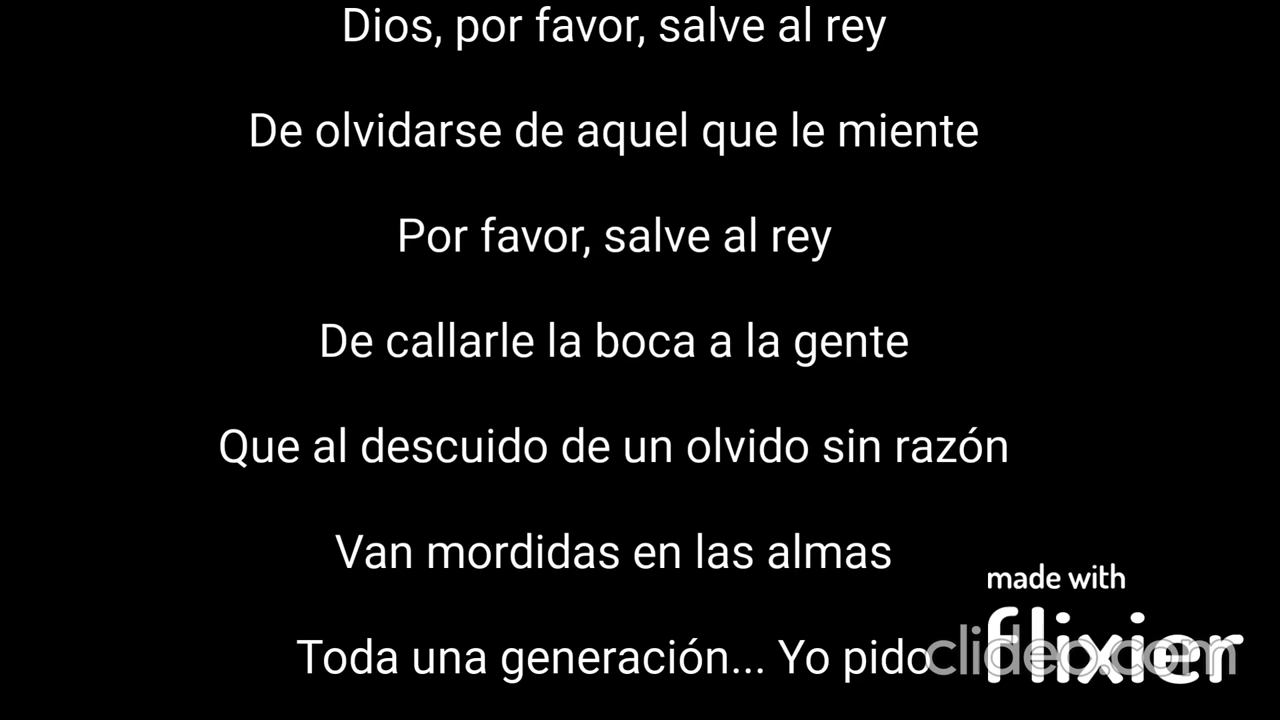 Dios, por favor, salve al rey
De olvidarse de aquel que le miente
Por favor, salve al rey
De callarle la boca a la gente
Que al descuido de un olvido sin razón
Van mordidas en las almas
Toda una generación... Yo pido
made with
flixier
clideo.com